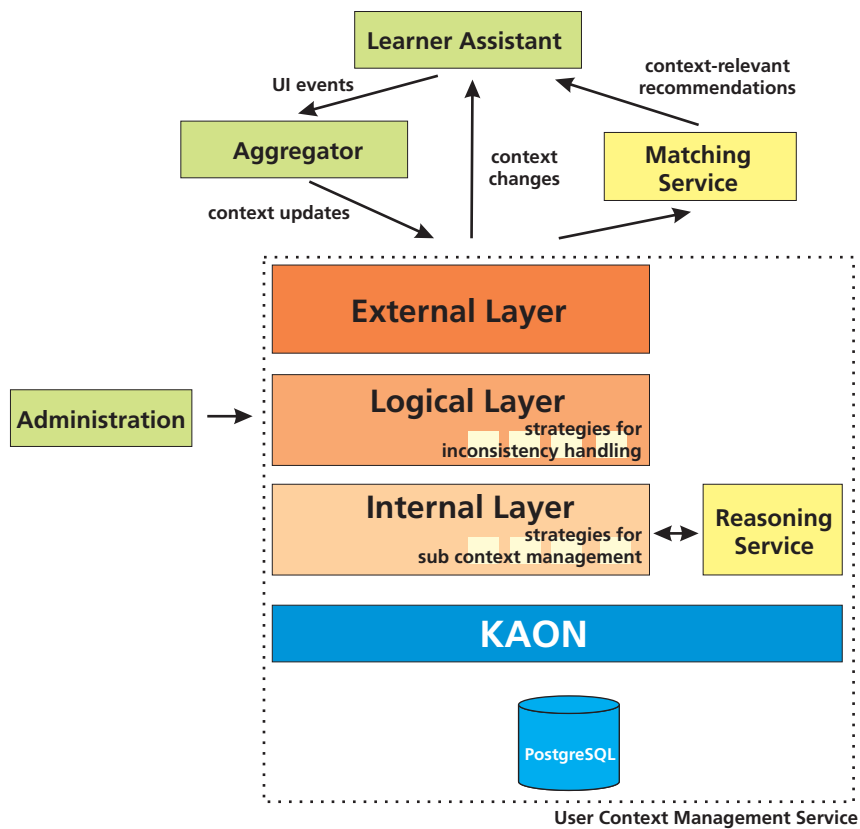 Learner Assistant
UI events
context-relevant
recommendations
Aggregator
context
changes
Matching
Service
context updates
External Layer
Administration
Logical Layer
strategies for
inconsistency handling
Internal Layer
strategies for
sub context management
Reasoning
Service
KAON
PostgreSQL
User Context Management Service